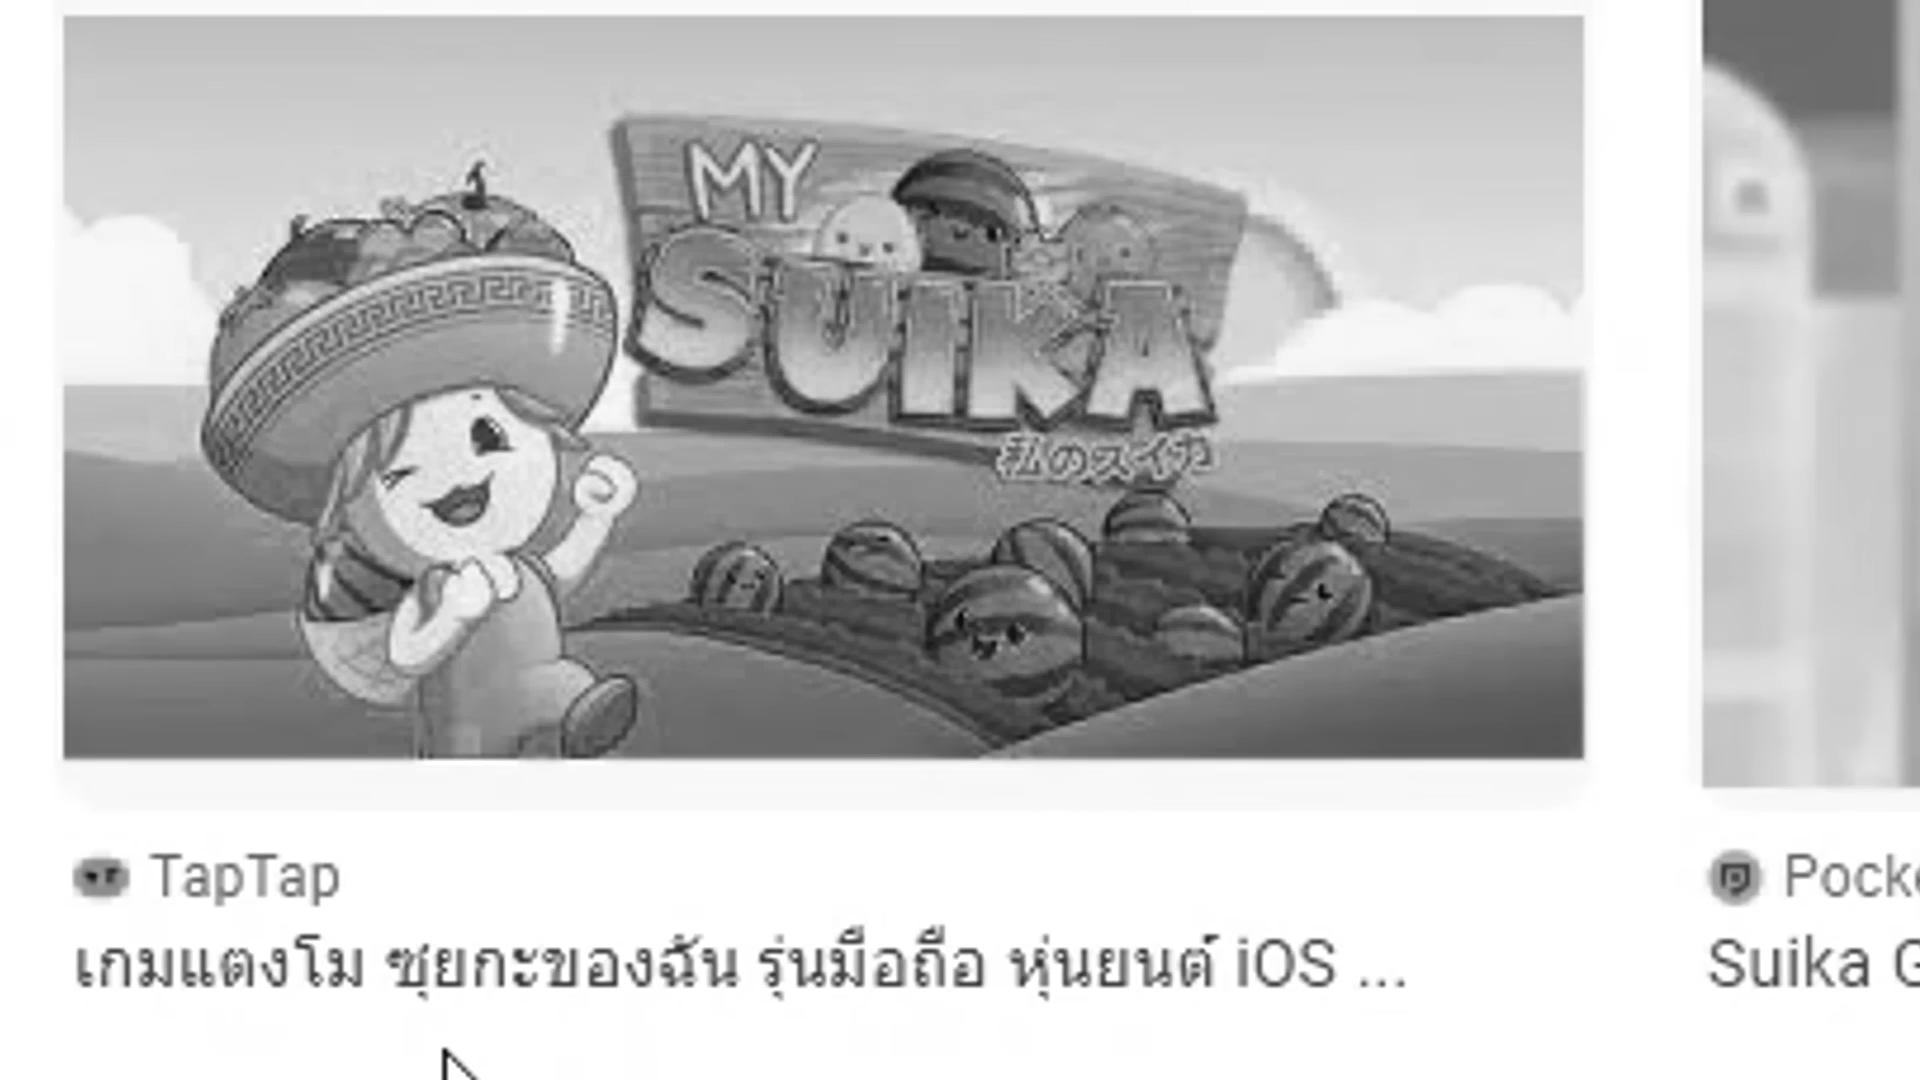 MY
SUIKA
私のスイカ
TapTap
เกมแตงโม ซุยกะของฉัน รุ่นมือถือ หุ่นยนต์ iOS ...
Pock
Suika G